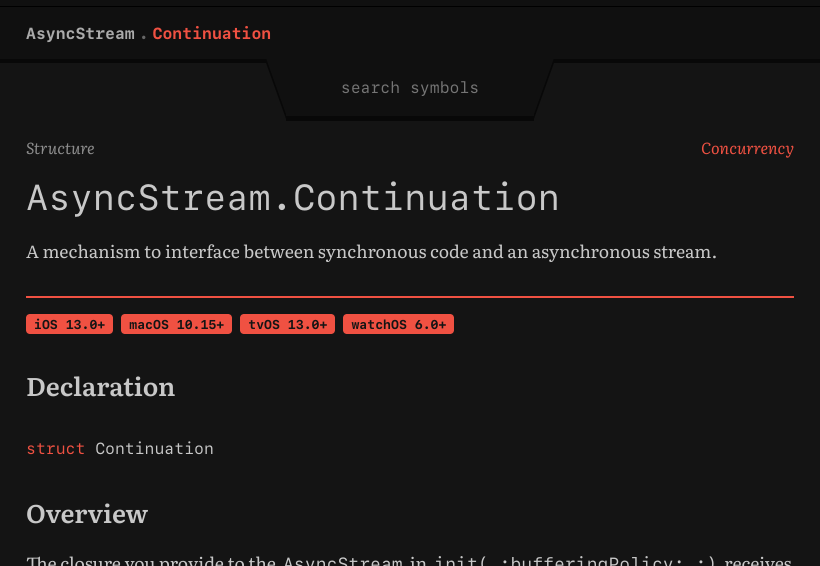 AsyncStream . Continuation
search symbols
Structure
Concurrency
AsyncStream.Continuation
A mechanism to interface between synchronous code and an asynchronous stream.
iOS 13.0+ macOS 10.15+ tvOS 13.0+ watchOS 6.0+
Declaration
struct Continuation
Overview
The closure you provide to the AsyncStream in init(_:bufferingPolicy:_:) receives